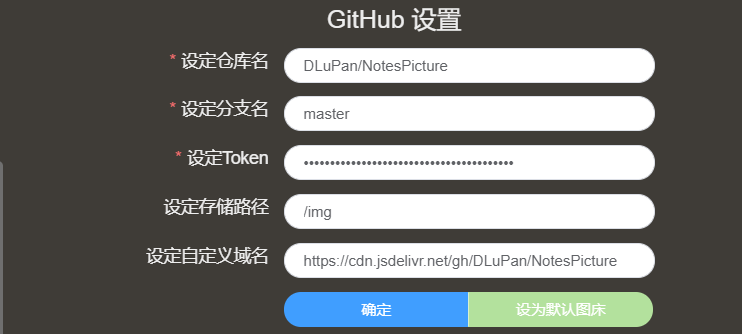 GitHub 设置
* 设定仓库名 DLuPan/NotesPicture
* 设定分支名 master
* 设定Token ••••••••••••••••••••••••••••••••••••••••
设定存储路径 /img
设定自定义域名 https://cdn.jsdelivr.net/gh/DLuPan/NotesPicture
确定 设为默认图床